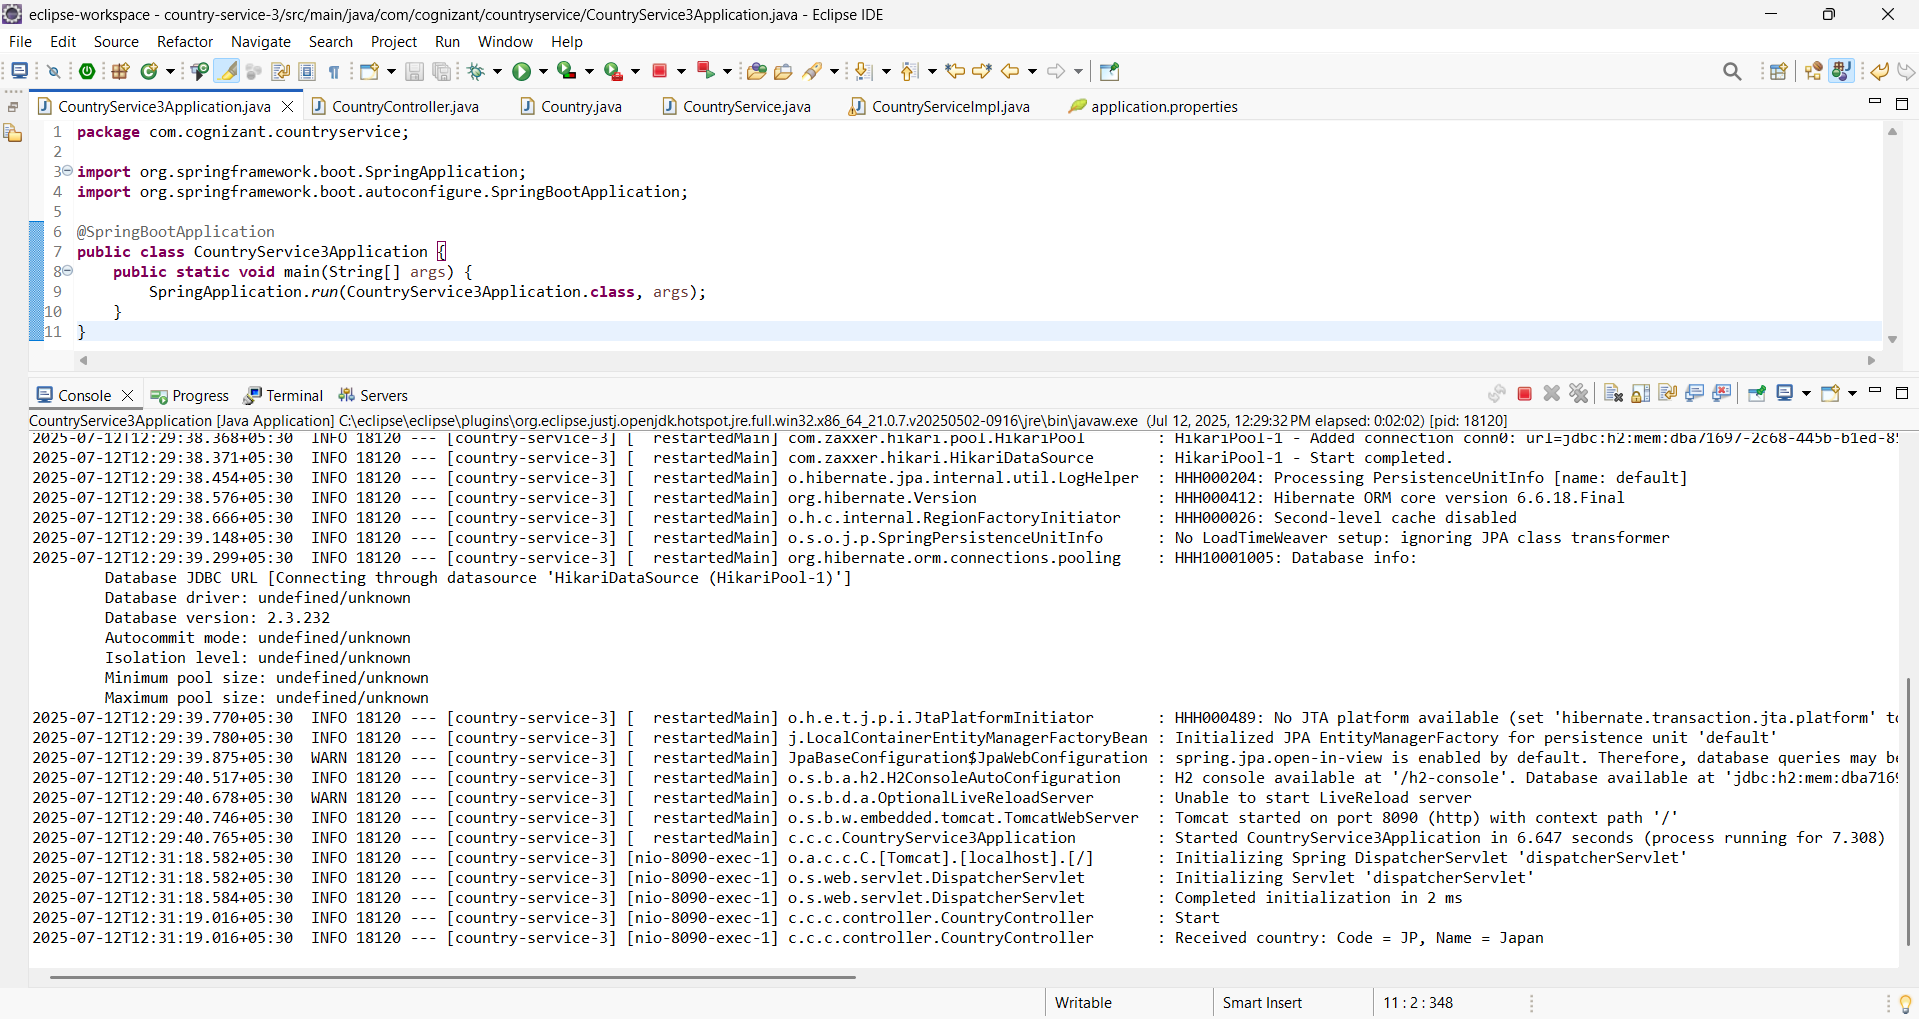 eclipse-workspace - country-service-3/src/main/java/com/cognizant/countryservice/CountryService3Application.java - Eclipse IDE
File Edit Source Refactor Navigate Search Project Run Window Help
CountryService3Application.java CountryController.java Country.java CountryService.java CountryServiceImpl.java application.properties
1 package com.cognizant.countryservice;
2
3 import org.springframework.boot.SpringApplication;
4 import org.springframework.boot.autoconfigure.SpringBootApplication;
5
6 @SpringBootApplication
7 public class CountryService3Application {
8 public static void main(String[] args) {
9 SpringApplication.run(CountryService3Application.class, args);
10 }
11 }
Console Progress Terminal Servers
CountryService3Application [Java Application] C:\eclipse\eclipse\plugins\org.eclipse.justj.openjdk.hotspot.jre.full.win32.x86_64_21.0.7.v20250502-0916\jre\bin\javaw.exe (Jul 12, 2025, 12:29:32 PM elapsed: 0:02:02) [pid: 18120]
2025-07-12T12:29:38.368+05:30 INFO 18120 --- [country-service-3] [ restartedMain] com.zaxxer.hikari.pool.HikariPool : HikariPool-1 - Added connection conn0: url=jdbc:h2:mem:dba71697-2c68-445b-b1ed-8
2025-07-12T12:29:38.371+05:30 INFO 18120 --- [country-service-3] [ restartedMain] com.zaxxer.hikari.HikariDataSource : HikariPool-1 - Start completed.
2025-07-12T12:29:38.454+05:30 INFO 18120 --- [country-service-3] [ restartedMain] o.hibernate.jpa.internal.util.LogHelper : HHH000204: Processing PersistenceUnitInfo [name: default]
2025-07-12T12:29:38.576+05:30 INFO 18120 --- [country-service-3] [ restartedMain] org.hibernate.Version : HHH000412: Hibernate ORM core version 6.6.18.Final
2025-07-12T12:29:38.666+05:30 INFO 18120 --- [country-service-3] [ restartedMain] o.h.c.internal.RegionFactoryInitiator : HHH000026: Second-level cache disabled
2025-07-12T12:29:39.148+05:30 INFO 18120 --- [country-service-3] [ restartedMain] o.s.o.j.p.SpringPersistenceUnitInfo : No LoadTimeWeaver setup: ignoring JPA class transformer
2025-07-12T12:29:39.299+05:30 INFO 18120 --- [country-service-3] [ restartedMain] org.hibernate.orm.connections.pooling : HHH10001005: Database info:
Database JDBC URL [Connecting through datasource 'HikariDataSource (HikariPool-1)']
Database driver: undefined/unknown
Database version: 2.3.232
Autocommit mode: undefined/unknown
Isolation level: undefined/unknown
Minimum pool size: undefined/unknown
Maximum pool size: undefined/unknown
2025-07-12T12:29:39.770+05:30 INFO 18120 --- [country-service-3] [ restartedMain] o.h.e.t.j.p.i.JtaPlatformInitiator : HHH000489: No JTA platform available (set 'hibernate.transaction.jta.platform' to
2025-07-12T12:29:39.780+05:30 INFO 18120 --- [country-service-3] [ restartedMain] j.LocalContainerEntityManagerFactoryBean : Initialized JPA EntityManagerFactory for persistence unit 'default'
2025-07-12T12:29:39.875+05:30 WARN 18120 --- [country-service-3] [ restartedMain] JpaBaseConfiguration$JpaWebConfiguration : spring.jpa.open-in-view is enabled by default. Therefore, database queries may be
2025-07-12T12:29:40.517+05:30 INFO 18120 --- [country-service-3] [ restartedMain] o.s.b.a.h2.H2ConsoleAutoConfiguration : H2 console available at '/h2-console'. Database available at 'jdbc:h2:mem:dba7169
2025-07-12T12:29:40.678+05:30 WARN 18120 --- [country-service-3] [ restartedMain] o.s.b.d.a.OptionalLiveReloadServer : Unable to start LiveReload server
2025-07-12T12:29:40.746+05:30 INFO 18120 --- [country-service-3] [ restartedMain] o.s.b.w.embedded.tomcat.TomcatWebServer : Tomcat started on port 8090 (http) with context path '/'
2025-07-12T12:29:40.765+05:30 INFO 18120 --- [country-service-3] [ restartedMain] c.c.c.CountryService3Application : Started CountryService3Application in 6.647 seconds (process running for 7.308)
2025-07-12T12:31:18.582+05:30 INFO 18120 --- [country-service-3] [nio-8090-exec-1] o.a.c.c.C.[Tomcat].[localhost].[/] : Initializing Spring DispatcherServlet 'dispatcherServlet'
2025-07-12T12:31:18.582+05:30 INFO 18120 --- [country-service-3] [nio-8090-exec-1] o.s.web.servlet.DispatcherServlet : Initializing Servlet 'dispatcherServlet'
2025-07-12T12:31:18.584+05:30 INFO 18120 --- [country-service-3] [nio-8090-exec-1] o.s.web.servlet.DispatcherServlet : Completed initialization in 2 ms
2025-07-12T12:31:19.016+05:30 INFO 18120 --- [country-service-3] [nio-8090-exec-1] c.c.c.controller.CountryController : Start
2025-07-12T12:31:19.016+05:30 INFO 18120 --- [country-service-3] [nio-8090-exec-1] c.c.c.controller.CountryController : Received country: Code = JP, Name = Japan
Writable Smart Insert 11 : 2 : 348